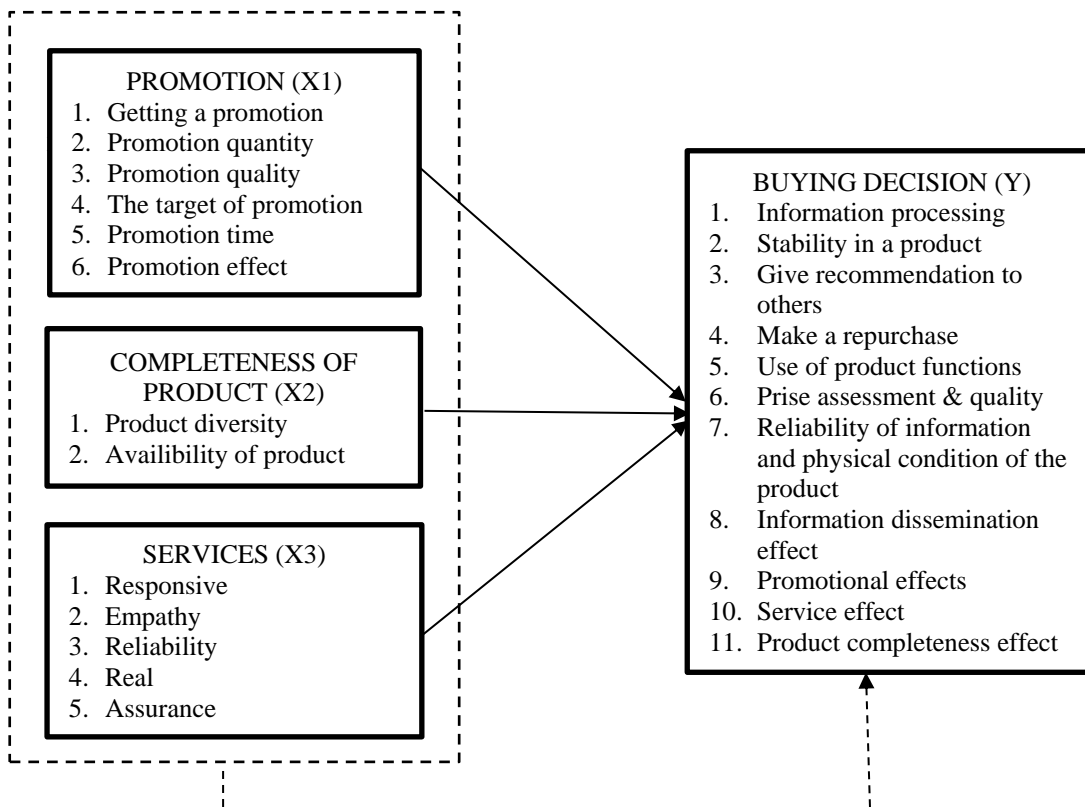 PROMOTION (X1)
1. Getting a promotion
2. Promotion quantity
3. Promotion quality
4. The target of promotion
5. Promotion time
6. Promotion effect
COMPLETENESS OF
PRODUCT (X2)
1. Product diversity
2. Availibility of product
SERVICES (X3)
1. Responsive
2. Empathy
3. Reliability
4. Real
5. Assurance
BUYING DECISION (Y)
1. Information processing
2. Stability in a product
3. Give recommendation to
others
4. Make a repurchase
5. Use of product functions
6. Prise assessment & quality
7. Reliability of information
and physical condition of the
product
8. Information dissemination
effect
9. Promotional effects
10. Service effect
11. Product completeness effect